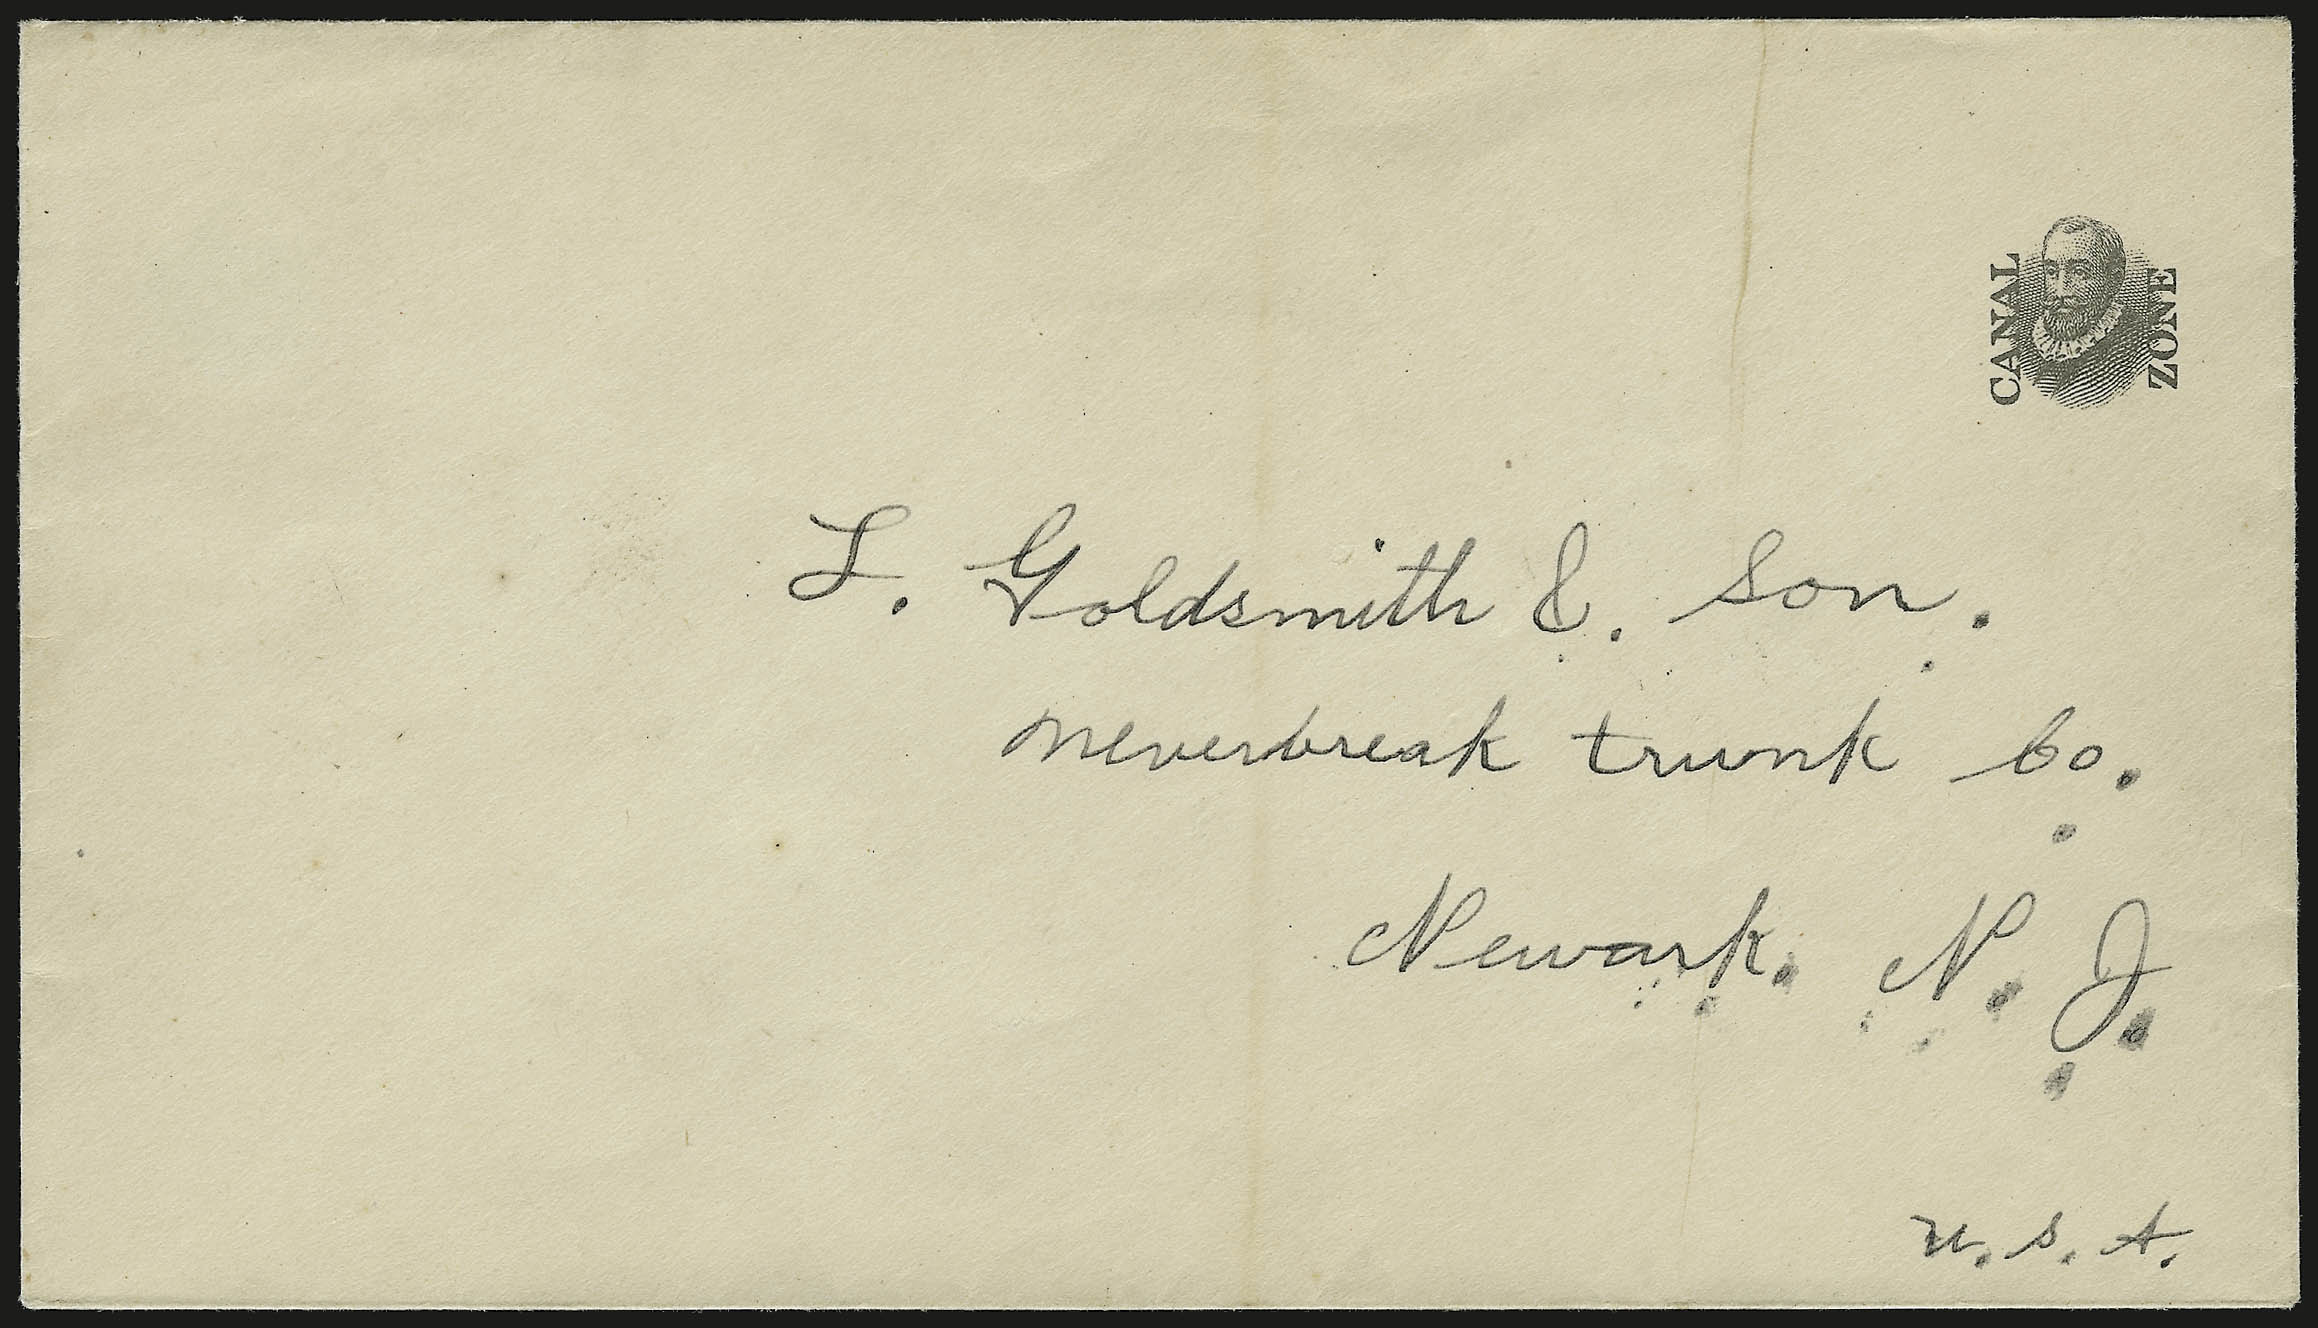 CANAL
ZONE
L. Goldsmith &. Son.
Neverbreak trunk Co.
Newark. N. J.
U. S. A.